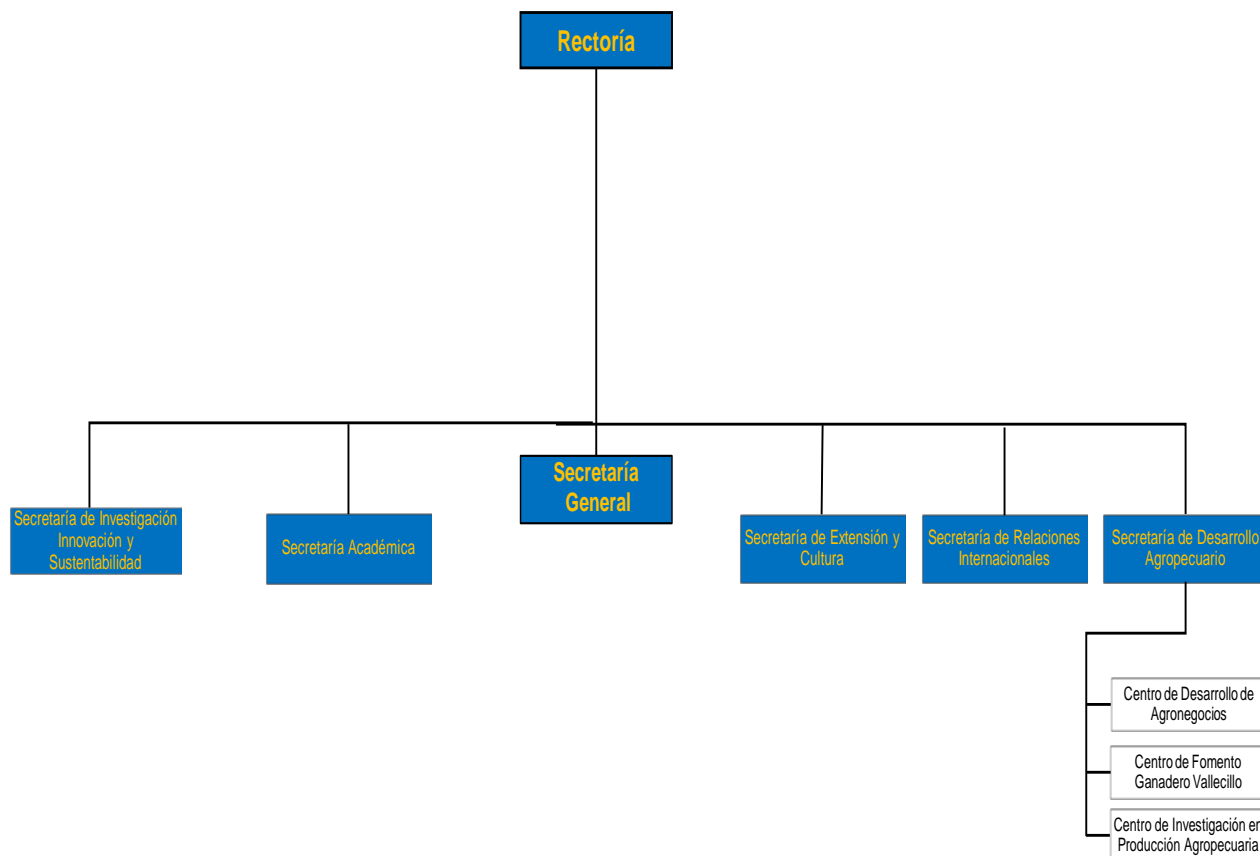 Rectoría
Secretaría
General
Secretaría de Investigación
Innovación y
Sustentabilidad
Secretaría Académica
Secretaría de Extensión y
Cultura
Secretaría de Relaciones
Internacionales
Secretaría de Desarrollo
Agropecuario
Centro de Desarrollo de
Agronegocios
Centro de Fomento
Ganadero Vallecillo
Centro de Investigación en
Producción Agropecuaria